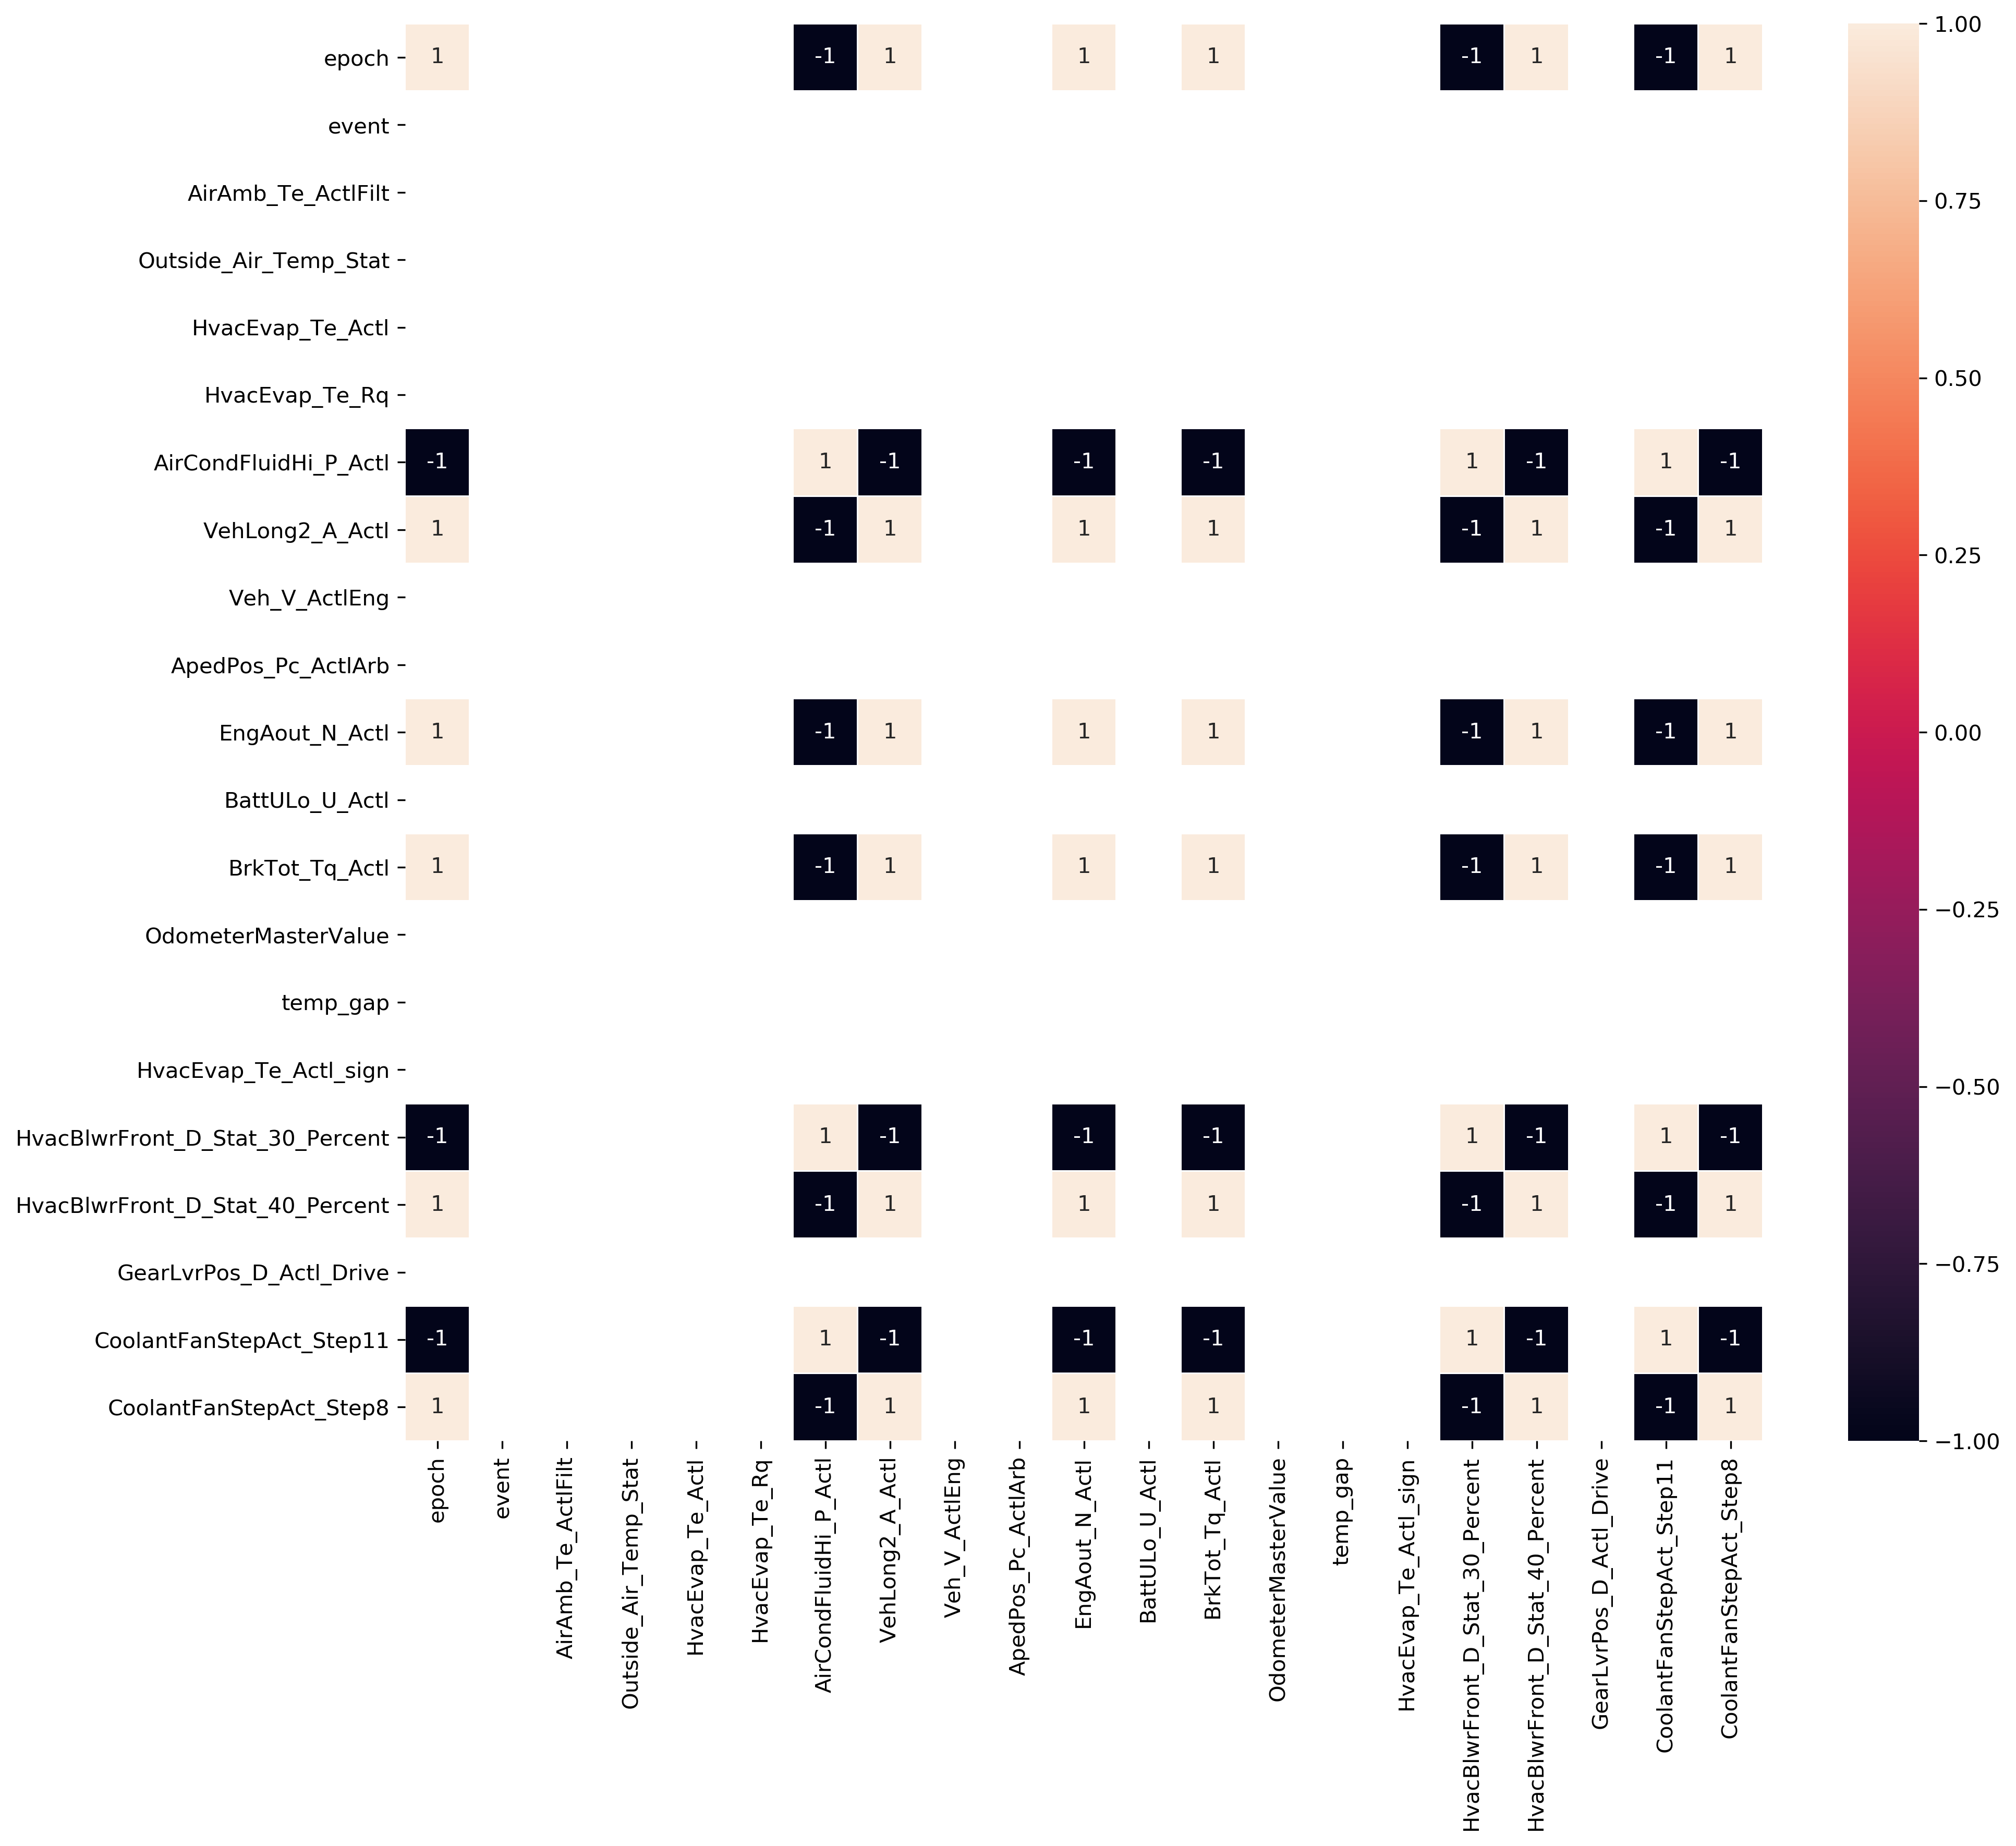 epoch 1 -1 1 1 1 -1 1 -1 1
event
AirAmb_Te_ActlFilt
Outside_Air_Temp_Stat
HvacEvap_Te_Actl
HvacEvap_Te_Rq
AirCondFluidHi_P_Actl -1 1 -1 -1 -1 1 -1 1 -1
VehLong2_A_Actl 1 -1 1 1 1 -1 1 -1 1
Veh_V_ActlEng
ApedPos_Pc_ActlArb
EngAout_N_Actl 1 -1 1 1 1 -1 1 -1 1
BattULo_U_Actl
BrkTot_Tq_Actl 1 -1 1 1 1 -1 1 -1 1
OdometerMasterValue
temp_gap
HvacEvap_Te_Actl_sign
HvacBlwrFront_D_Stat_30_Percent -1 1 -1 -1 -1 1 -1 1 -1
HvacBlwrFront_D_Stat_40_Percent 1 -1 1 1 1 -1 1 -1 1
GearLvrPos_D_Actl_Drive
CoolantFanStepAct_Step11 -1 1 -1 -1 -1 1 -1 1 -1
CoolantFanStepAct_Step8 1 -1 1 1 1 -1 1 -1 1
epoch
event
AirAmb_Te_ActlFilt
Outside_Air_Temp_Stat
HvacEvap_Te_Actl
HvacEvap_Te_Rq
AirCondFluidHi_P_Actl
VehLong2_A_Actl
Veh_V_ActlEng
ApedPos_Pc_ActlArb
EngAout_N_Actl
BattULo_U_Actl
BrkTot_Tq_Actl
OdometerMasterValue
temp_gap
HvacEvap_Te_Actl_sign
HvacBlwrFront_D_Stat_30_Percent
HvacBlwrFront_D_Stat_40_Percent
GearLvrPos_D_Actl_Drive
CoolantFanStepAct_Step11
CoolantFanStepAct_Step8
1.00
0.75
0.50
0.25
0.00
−0.25
−0.50
−0.75
−1.00